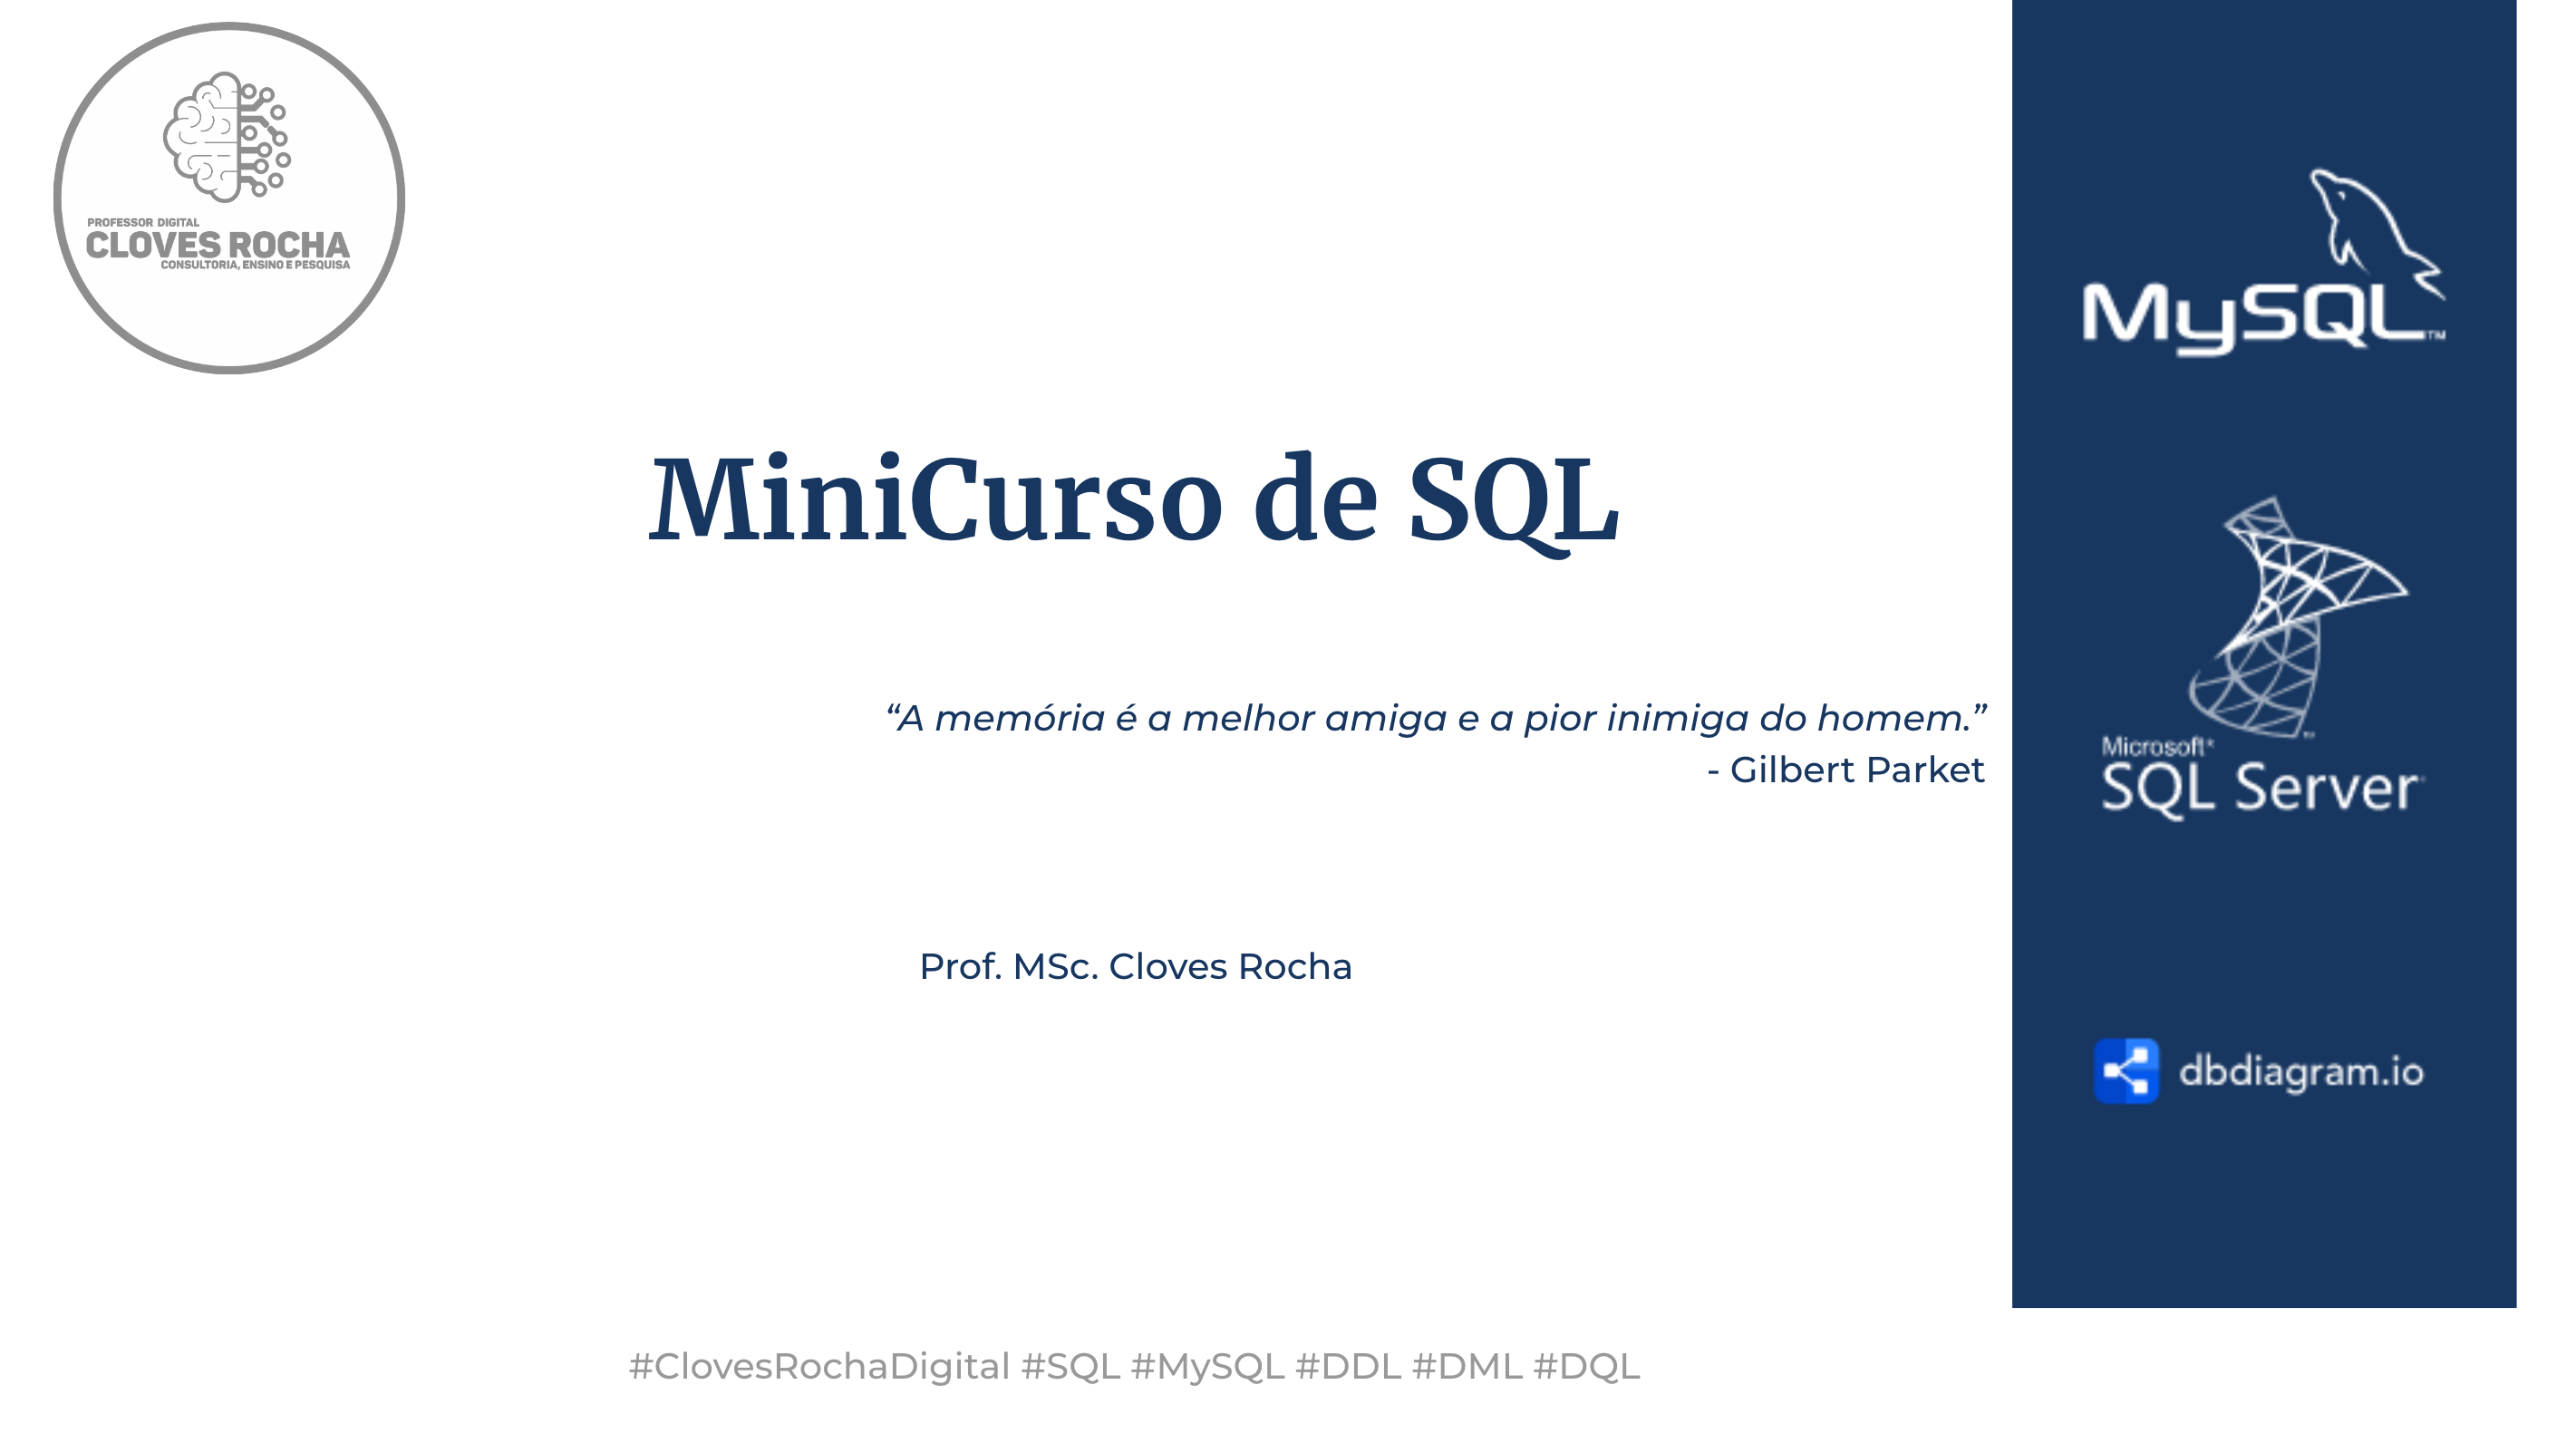 PROFESSOR DIGITAL
CLOVES ROCHA
CONSULTORIA, ENSINO E PESQUISA
MySQL™
MiniCurso de SQL
“A memória é a melhor amiga e a pior inimiga do homem.”
- Gilbert Parket
Microsoft®
SQL Server
Prof. MSc. Cloves Rocha
dbdiagram.io
#ClovesRochaDigital #SQL #MySQL #DDL #DML #DQL